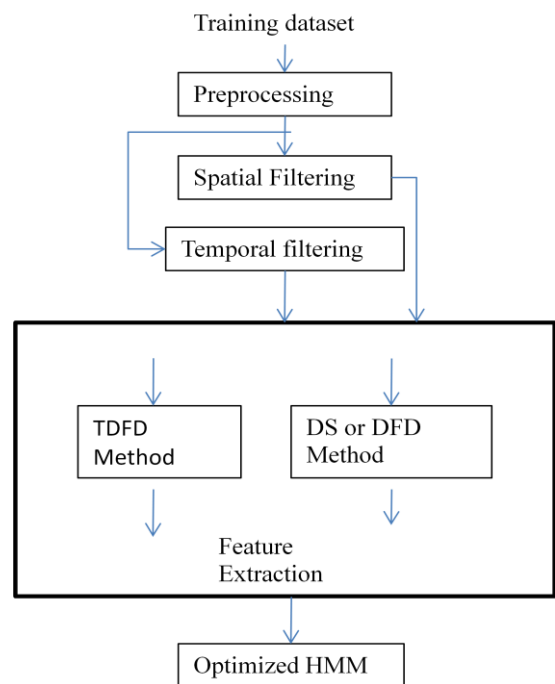 Training dataset
Preprocessing
Spatial Filtering
Temporal filtering
TDFD
Method
DS or DFD
Method
Feature
Extraction
Optimized HMM